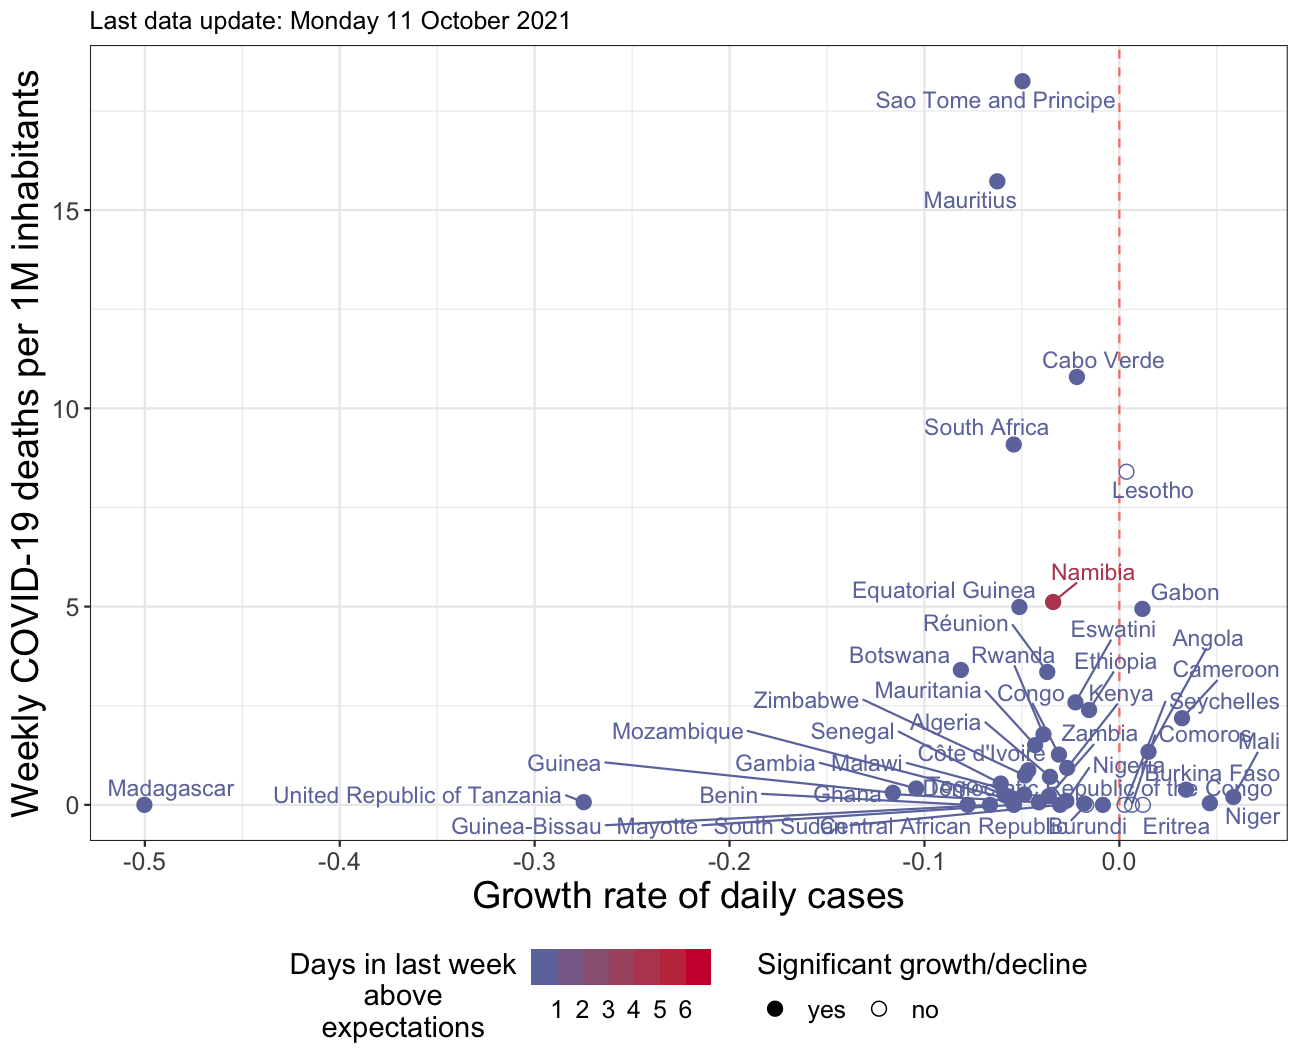 Last data update: Monday 11 October 2021
Weekly COVID-19 deaths per 1M inhabitants
15
10
5
0
Sao Tome and Principe
Mauritius
Cabo Verde
South Africa
Lesotho
Namibia
Equatorial Guinea
Gabon
Réunion
Eswatini
Angola
Botswana
Rwanda
Ethiopia
Cameroon
Mauritania
Congo
Kenya
Seychelles
Zimbabwe
Algeria
Mozambique
Senegal
Zambia
Comoros
Mali
Côte d'Ivoire
Guinea
Gambia
Malawi
Nigeria
Burkina Faso
Madagascar
United Republic of Tanzania
Benin
Ghana
Togo
Democratic Republic of the Congo
Niger
Guinea-Bissau
Mayotte
South Sudan
Central African Republic
Burundi
Eritrea
-0.5
-0.4
-0.3
-0.2
-0.1
0.0
Growth rate of daily cases
Days in last week
above
expectations
1 2 3 4 5 6
Significant growth/decline
yes
no